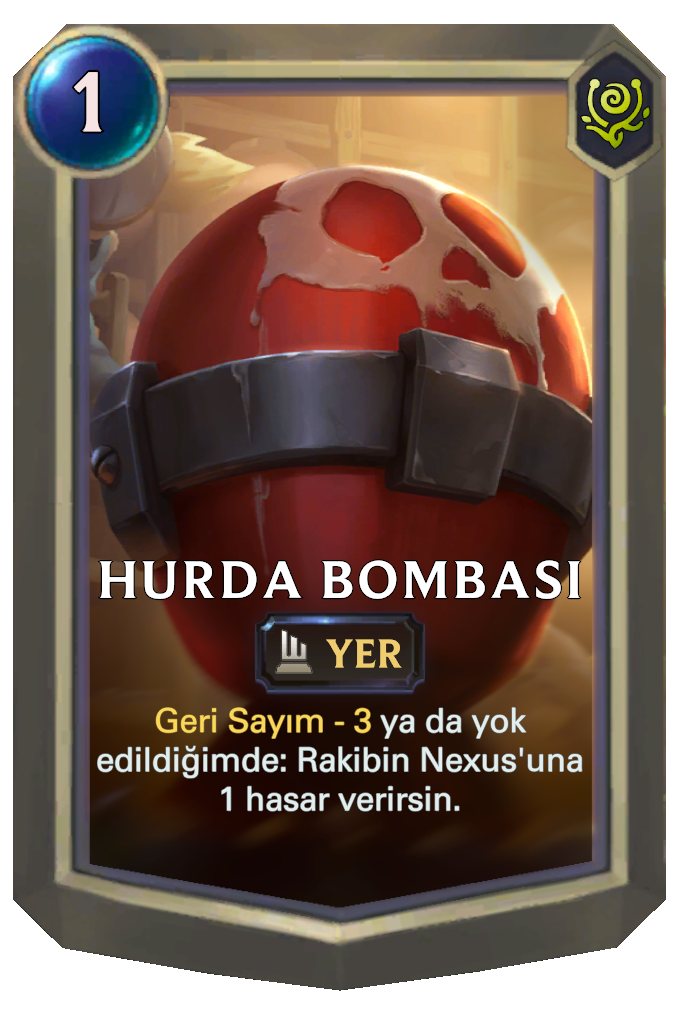 1
HURDA BOMBASI
YER
Geri Sayım - 3 ya da yok
edildiğimde: Rakibin Nexus'una
1 hasar verirsin.